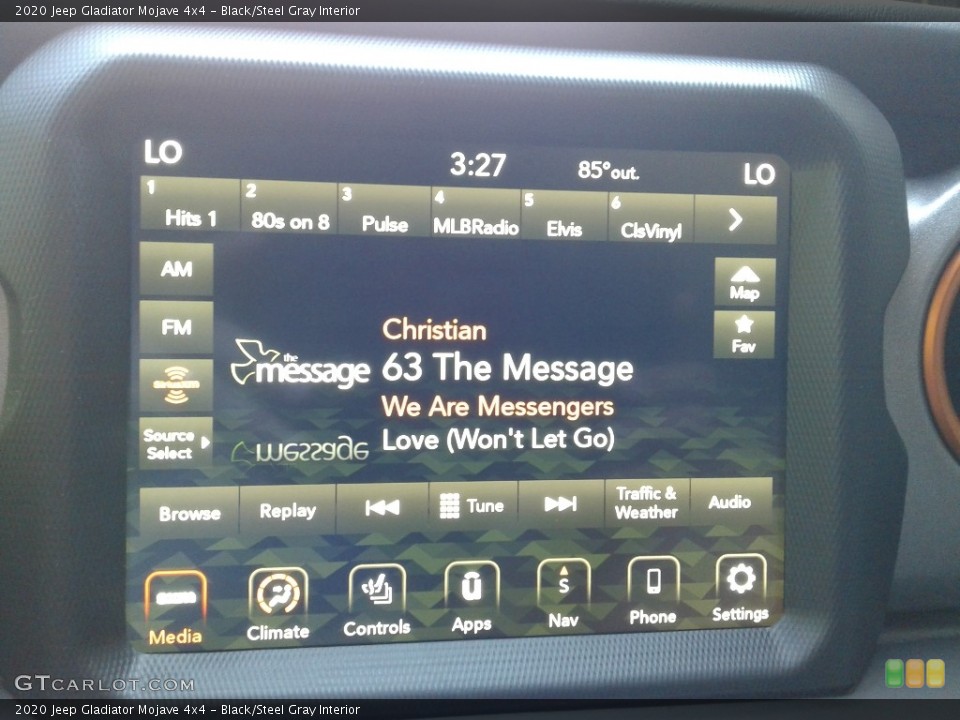 2020 Jeep Gladiator Mojave 4x4 - Black/Steel Gray Interior
LO 3:27 85°out. LO
1 Hits 1 2 80s on 8 3 Pulse 4 MLBRadio 5 Elvis 6 ClsVinyl
AM
Map
FM
Fav
Christian
the message
63 The Message
We Are Messengers
Love (Won't Let Go)
Source Select
message
Browse Replay Tune Traffic & Weather Audio
S
Media Climate Controls Apps Nav Phone Settings
GTCARLOT.COM
2020 Jeep Gladiator Mojave 4x4 - Black/Steel Gray Interior